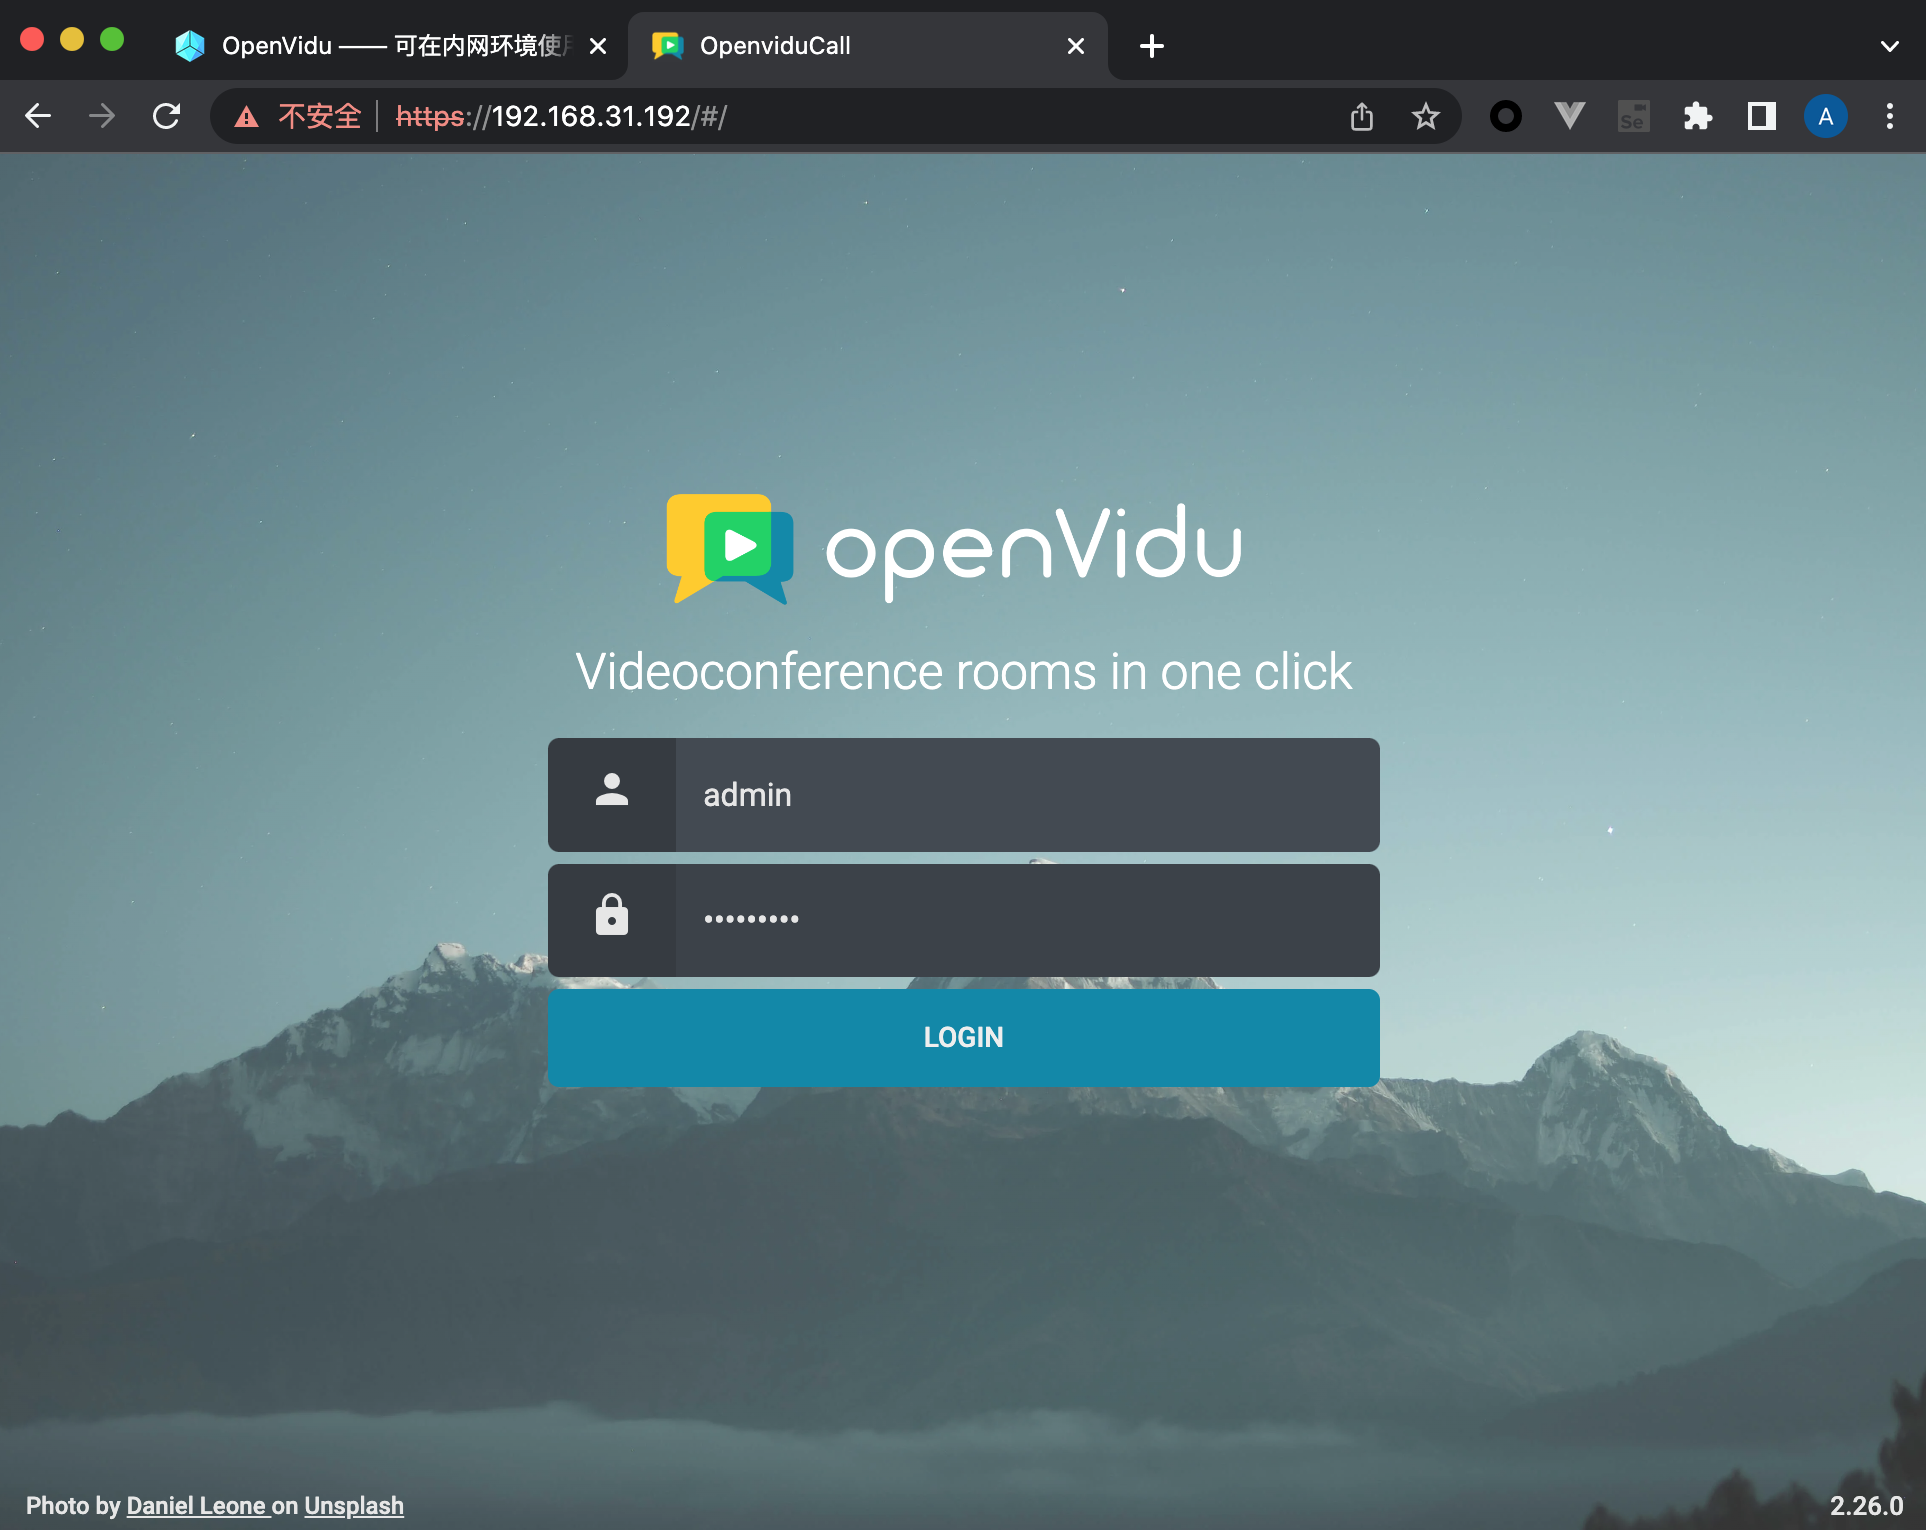 OpenVidu —— 可在内网环境使
OpenviduCall
不安全
https://192.168.31.192/#/
Se
A
openVidu
Videoconference rooms in one click
admin
•••••••••
LOGIN
Photo by Daniel Leone on Unsplash
2.26.0